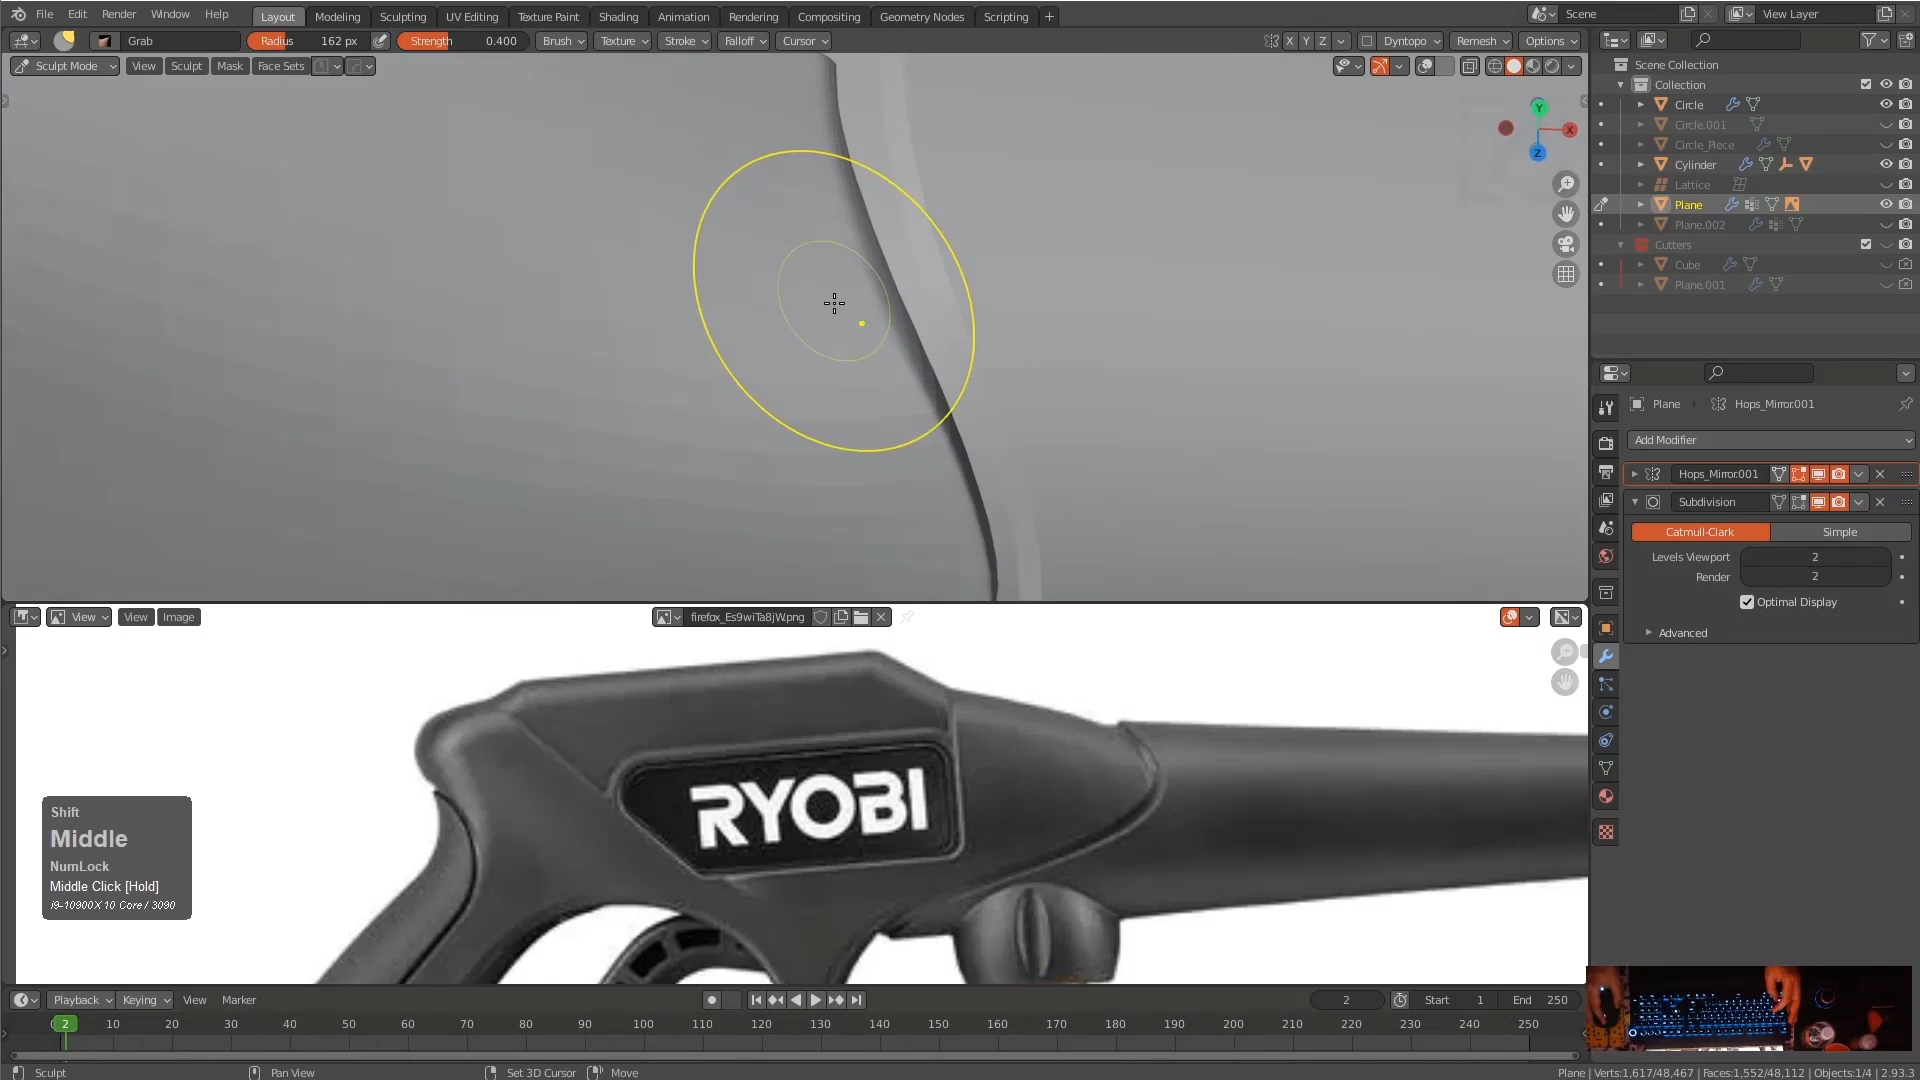 File Edit Render Window Help Layout Modeling Sculpting UV Editing Texture Paint Shading Animation Rendering Compositing Geometry Nodes Scripting + Scene View Layer
Grab Radius 162 px Strength 0.400 Brush Texture Stroke Falloff Cursor X Y Z Dyntopo Remesh Options
Sculpt Mode View Sculpt Mask Face Sets
Scene Collection
Collection
Circle
Circle.001
Circle_Piece
Cylinder
Lattice
Plane
Plane.002
Cutters
Cube
Plane.001
Y
X
Z
Plane Hops_Mirror.001
Add Modifier
Hops_Mirror.001
Subdivision
Catmull-Clark Simple
Levels Viewport 2
Render 2
Optimal Display
Advanced
View View Image firefox_Es9wiTa8jW.png
RYOBI
Shift
Middle
NumLock
Middle Click [Hold]
i9-10900X 10 Core / 3090
Playback Keying View Marker 2 Start 1 End 250
2 10 20 30 40 50 60 70 80 90 100 110 120 130 140 150 160 170 180 190 200 210 220 230 240 250
Sculpt Pan View Set 3D Cursor Move Plane | Verts:1,617/48,467 | Faces:1,552/48,112 | Objects:1/4 | 2.93.3